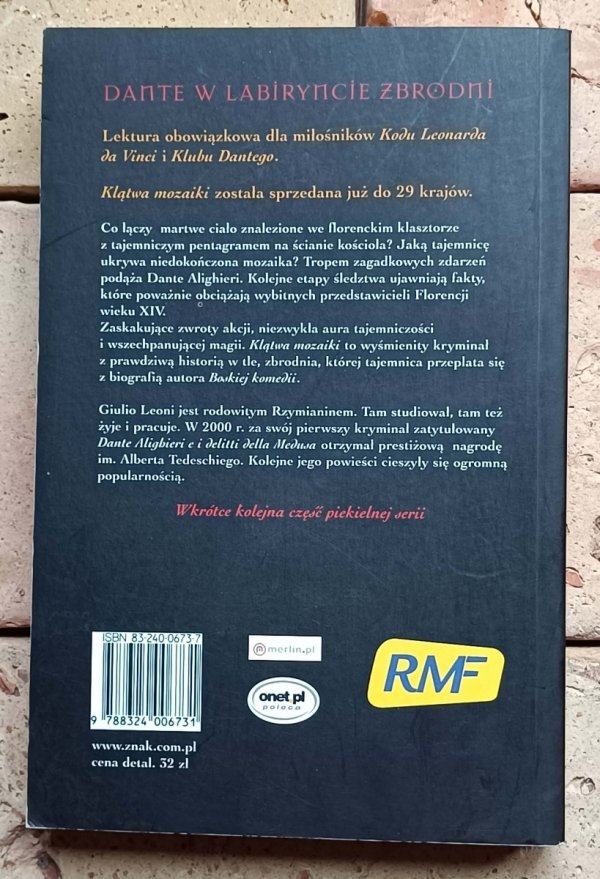 DANTE W LABIRYNCIE ZBRODNI
Lektura obowiązkowa dla miłośników Kodu Leonarda
da Vinci i Klubu Dantego.
Klątwa mozaiki została sprzedana już do 29 krajów.
Co łączy martwe ciało znalezione we florenckim klasztorze
z tajemniczym pentagramem na ścianie kościoła? Jaką tajemnicę
ukrywa niedokończona mozaika? Tropem zagadkowych zdarzeń
podąża Dante Alighieri. Kolejne etapy śledztwa ujawniają fakty,
które poważnie obciążają wybitnych przedstawicieli Florencji
wieku XIV.
Zaskakujące zwroty akcji, niezwykła aura tajemniczości
i wszechpanującej magii. Klątwa mozaiki to wyśmienity kryminał
z prawdziwą historią w tle, zbrodnia, której tajemnica przeplata się
z biografią autora Boskiej komedii.
Giulio Leoni jest rodowitym Rzymianinem. Tam studiował, tam też
żyje i pracuje. W 2000 r. za swój pierwszy kryminał zatytułowany
Dante Alighieri e i delitti della Medusa otrzymał prestiżową nagrodę
im. Alberta Tedeschiego. Kolejne jego powieści cieszyły się ogromną
popularnością.
Wkrótce kolejna część piekielnej serii
ISBN 83-240-0673-7
9 788324 006731
www.znak.com.pl
cena detal. 32 zł
merlin.pl
onet.pl
poleca
RMF